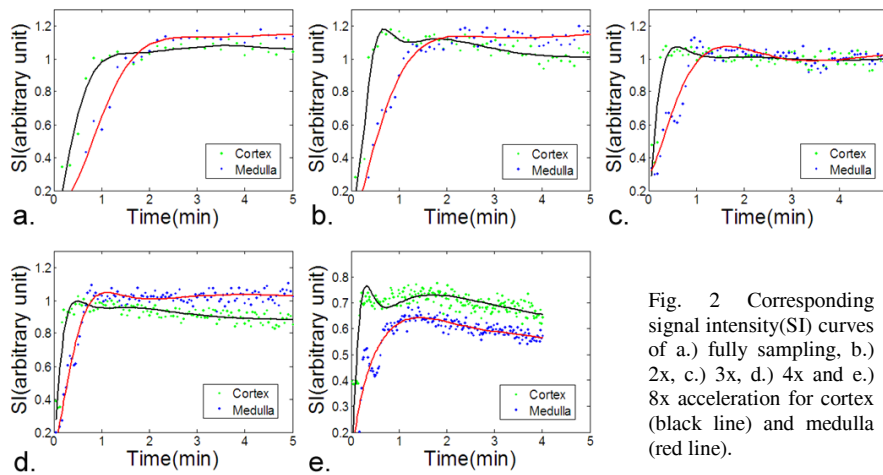 1.2
1
0.8
0.6
0.4
0.2
SI(arbitrary unit)
0 1 2 3 4 5
Time(min)
Cortex
Medulla
a.
1.2
1
0.8
0.6
0.4
0.2
SI(arbitrary unit)
0 1 2 3 4 5
Time(min)
Cortex
Medulla
b.
1.2
1
0.8
0.6
0.4
0.2
SI(arbitrary unit)
0 1 2 3 4
Time(min)
Cortex
Medulla
c.
1.2
1
0.8
0.6
0.4
0.2
SI(arbitrary unit)
0 1 2 3 4 5
Time(min)
Cortex
Medulla
d.
0.8
0.7
0.6
0.5
0.4
0.3
0.2
SI(arbitrary unit)
0 1 2 3 4 5
Time(min)
Cortex
Medulla
e.
Fig. 2 Corresponding
signal intensity(SI) curves
of a.) fully sampling, b.)
2x, c.) 3x, d.) 4x and e.)
8x acceleration for cortex
(black line) and medulla
(red line).